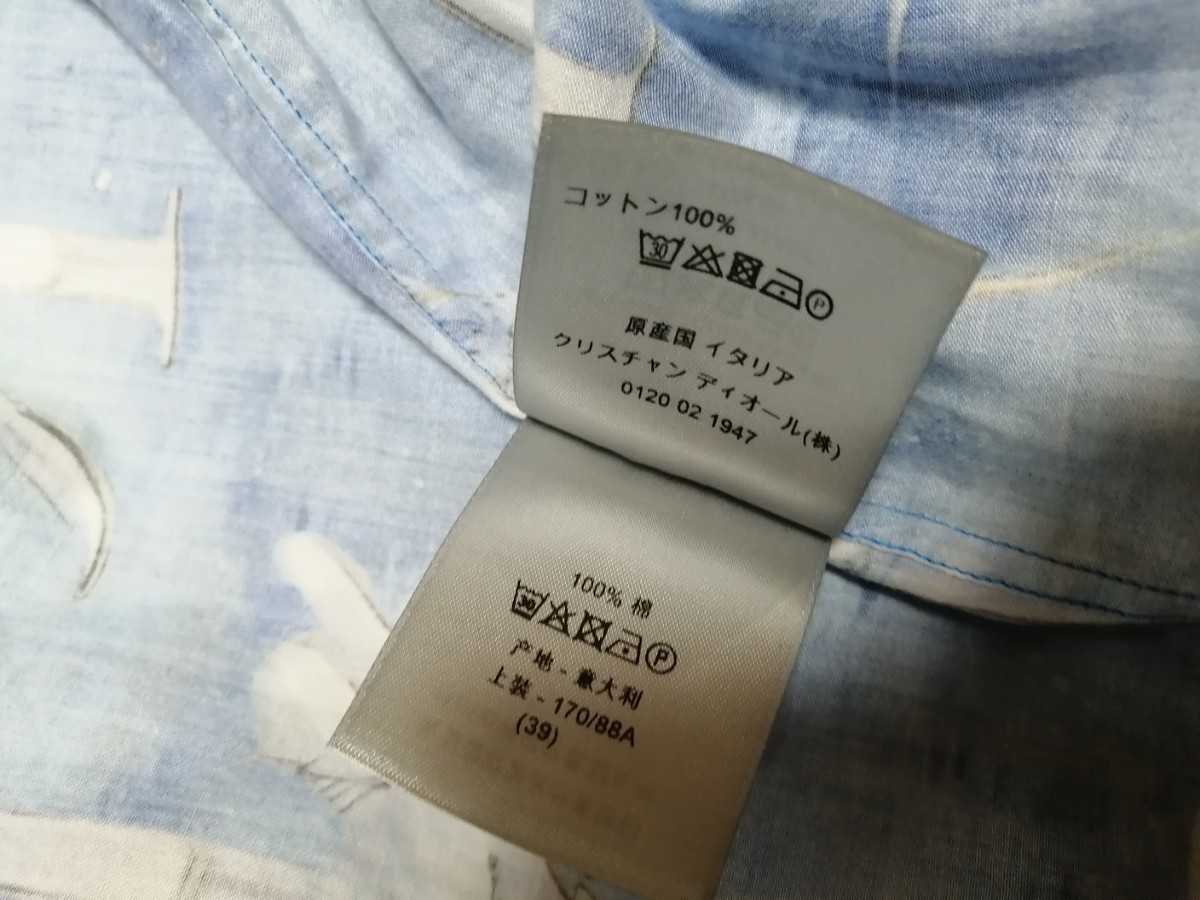 コットン100%
30 P
原産国 イタリア
クリスチャン ディオール(株)
0120 02 1947
100% 棉
30 P
产地 - 意大利
上装 - 170/88A
(39)